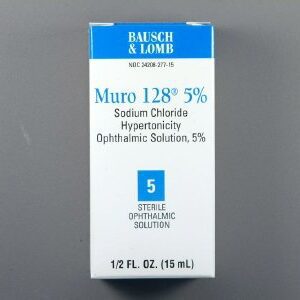 BAUSCH
& LOMB
NDC 24208-277-15
Muro 128® 5%
Sodium Chloride
Hypertonicity
Ophthalmic Solution, 5%
5
STERILE
OPHTHALMIC
SOLUTION
1/2 FL. OZ. (15 mL)